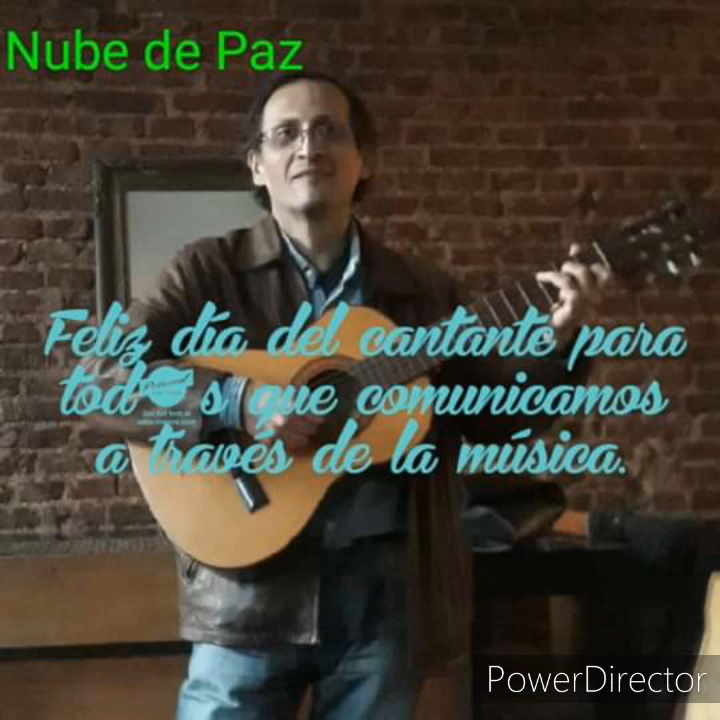 Nube de Paz
Feliz día del cantante para
tod s que comunicamos
a través de la música.
PowerDirector